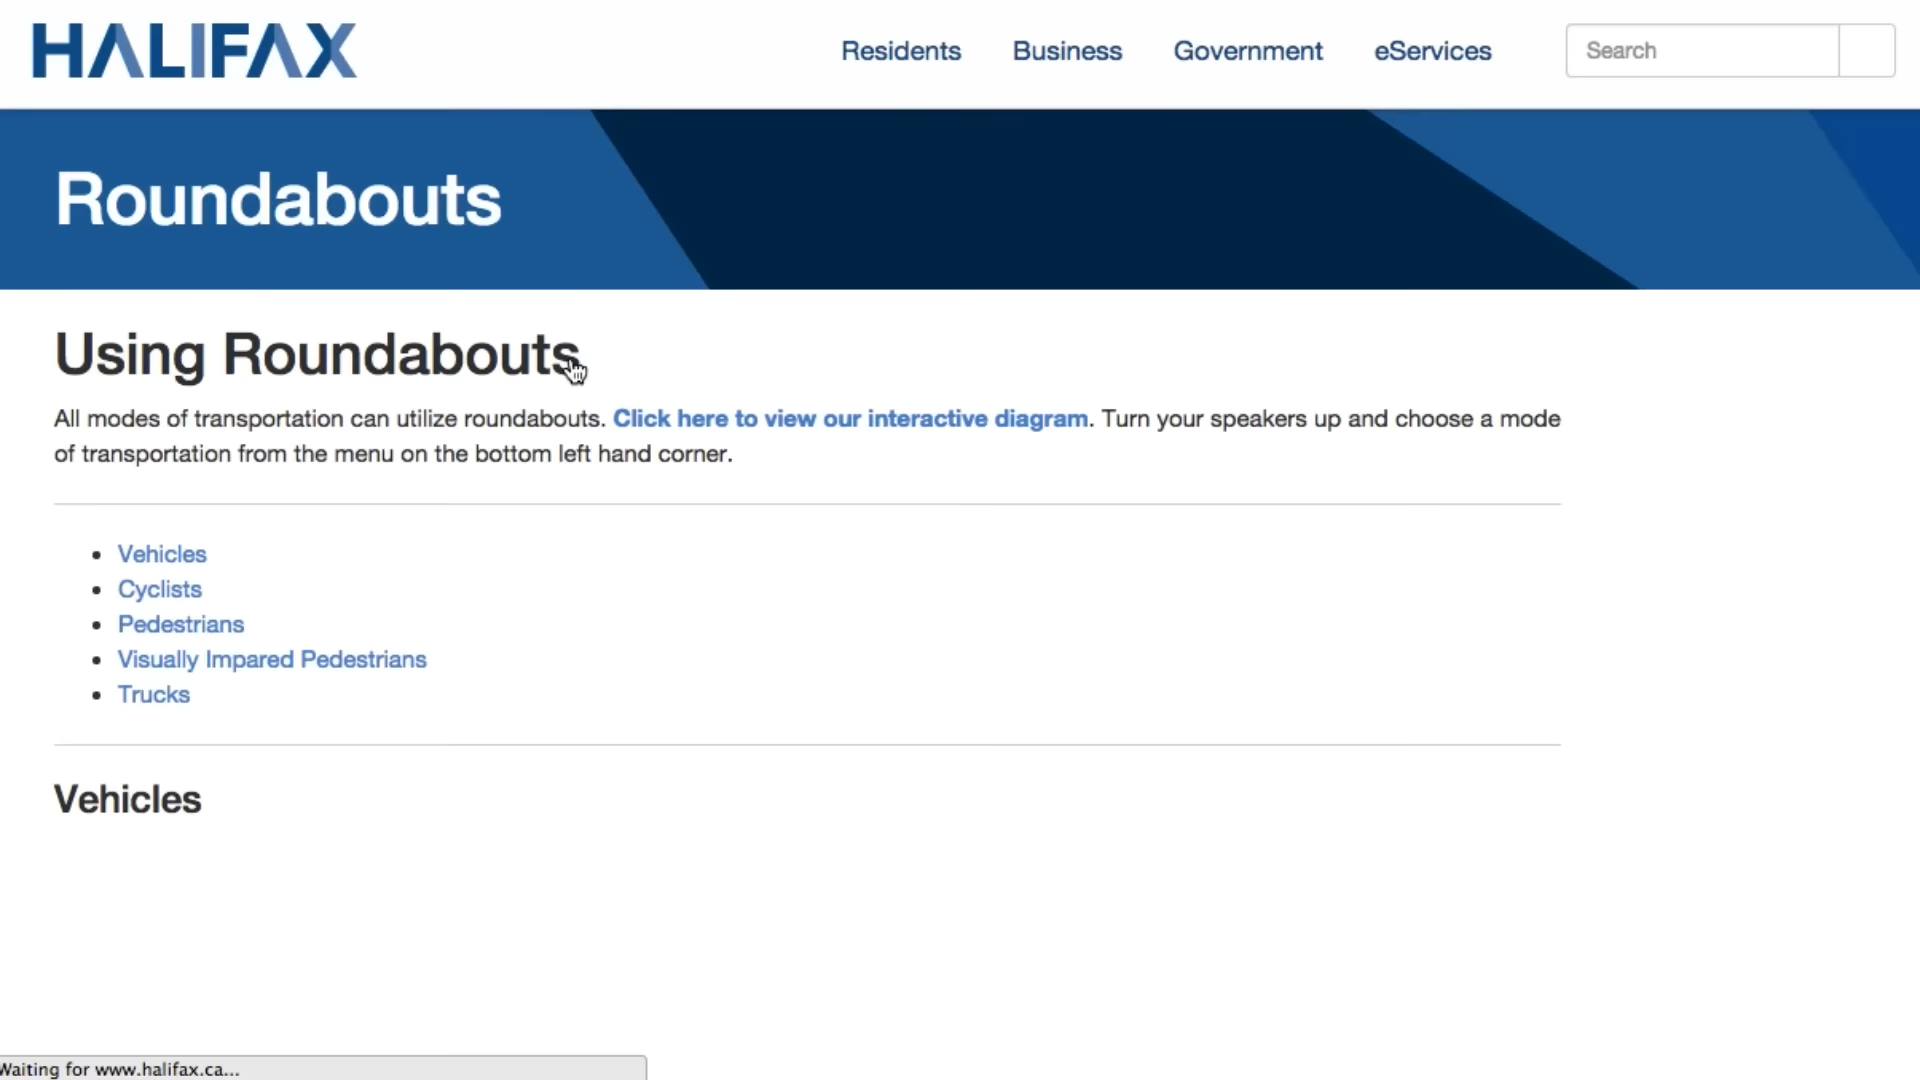 HALIFAX
Residents Business Government eServices Search
Roundabouts
Using Roundabouts
All modes of transportation can utilize roundabouts. Click here to view our interactive diagram. Turn your speakers up and choose a mode
of transportation from the menu on the bottom left hand corner.
Vehicles
Cyclists
Pedestrians
Visually Impared Pedestrians
Trucks
Vehicles
Waiting for www.halifax.ca...